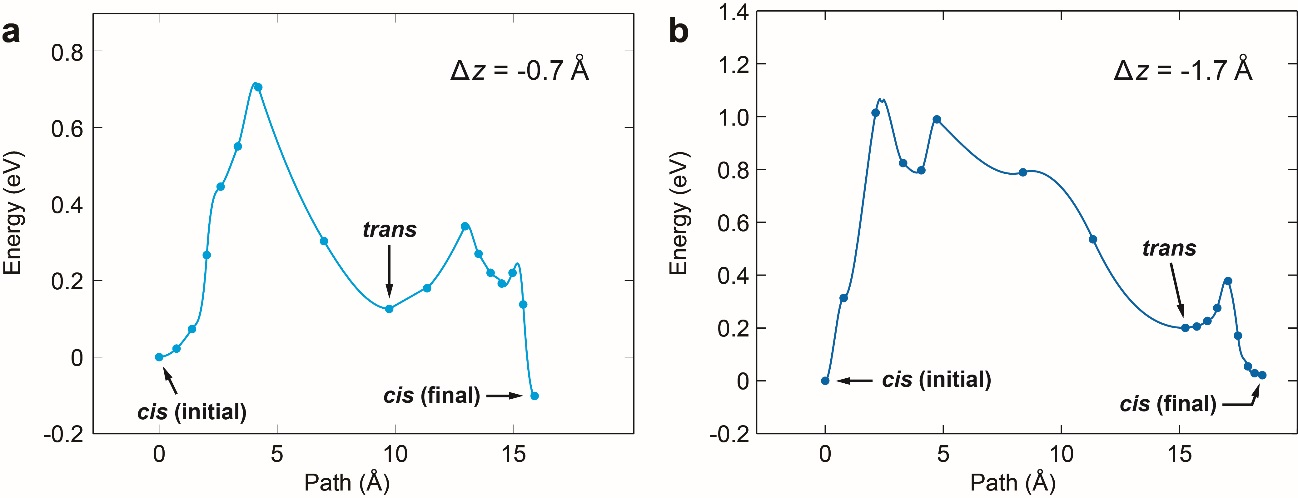 a
Δz = -0.7 Å
Energy (eV)
0.8
0.6
0.4
0.2
0
-0.2
trans
cis (initial)
cis (final)
0 5 10 15
Path (Å)
b
Δz = -1.7 Å
Energy (eV)
1.4
1.2
1.0
0.8
0.6
0.4
0.2
0
-0.2
trans
cis (initial)
cis (final)
0 5 10 15
Path (Å)